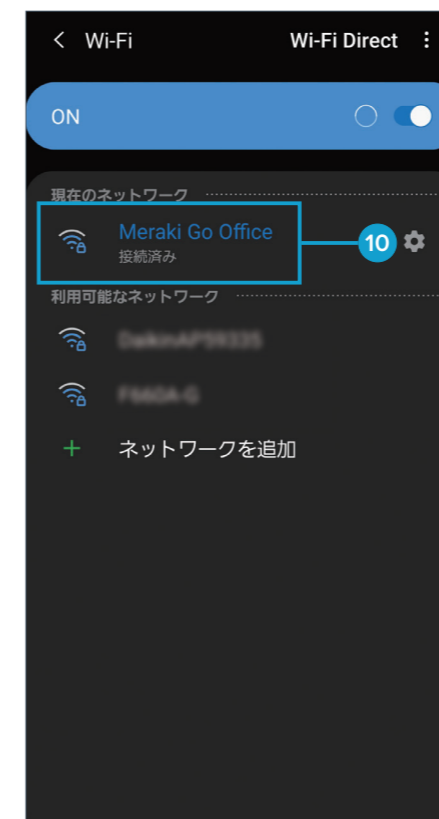 Wi-Fi Wi-Fi Direct
ON
現在のネットワーク
Meraki Go Office
接続済み
10
利用可能なネットワーク
ネットワークを追加